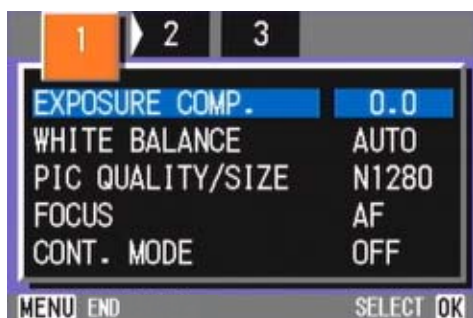 1 2 3
EXPOSURE COMP. 0.0
WHITE BALANCE AUTO
PIC QUALITY/SIZE N1280
FOCUS AF
CONT. MODE OFF
MENU END SELECT OK